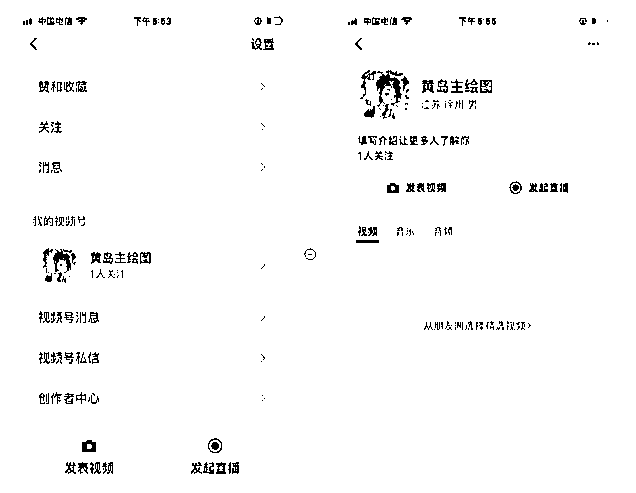 中国电信
下午6:53
设置
赞和收藏
关注
消息
我的视频号
黄岛主绘图
1人关注
视频号消息
视频号私信
创作者中心
发表视频
发起直播
中国电信
下午6:55
黄岛主绘图
江苏 徐州 男
填写介绍让更多人了解你
1人关注
发表视频
发起直播
视频
音乐
音频
从朋友圈选择精选视频